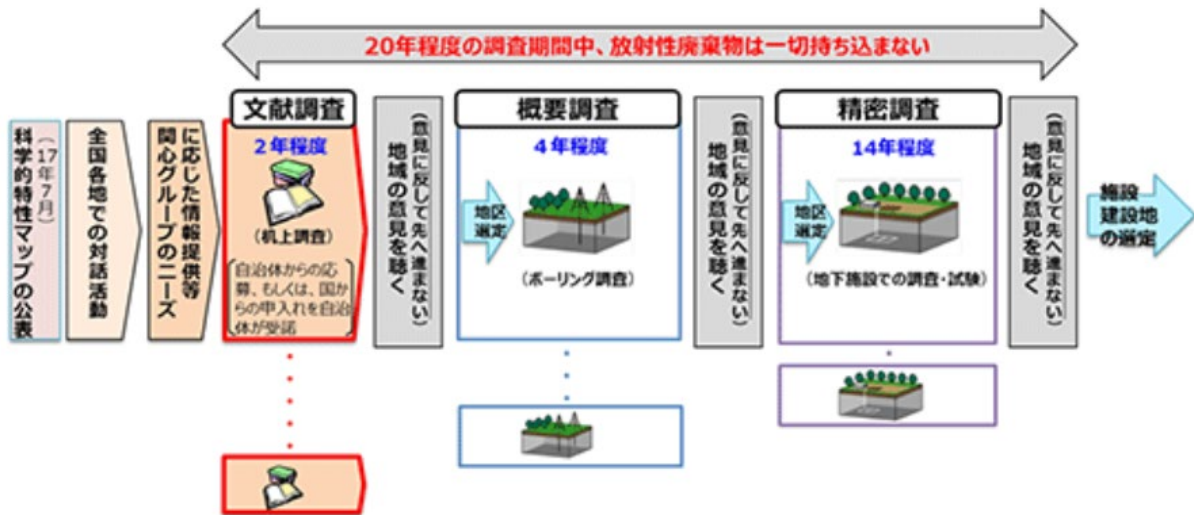 20年程度の調査期間中、放射性廃棄物は一切持ち込まない
科学的特性マップの公表
（17年7月）
全国各地での対話活動
関心グループのニーズ
に応じた情報提供等
文献調査
2年程度
（机上調査）
自治体からの応
募、もしくは、国か
らの申入れを自治
体が受諾
地域の意見を聴く
（意見に反して先へ進まない）
概要調査
4年程度
地区
選定
（ボーリング調査）
地域の意見を聴く
（意見に反して先へ進まない）
精密調査
14年程度
地区
選定
（地下施設での調査・試験）
地域の意見を聴く
（意見に反して先へ進まない）
施設
建設地
の選定